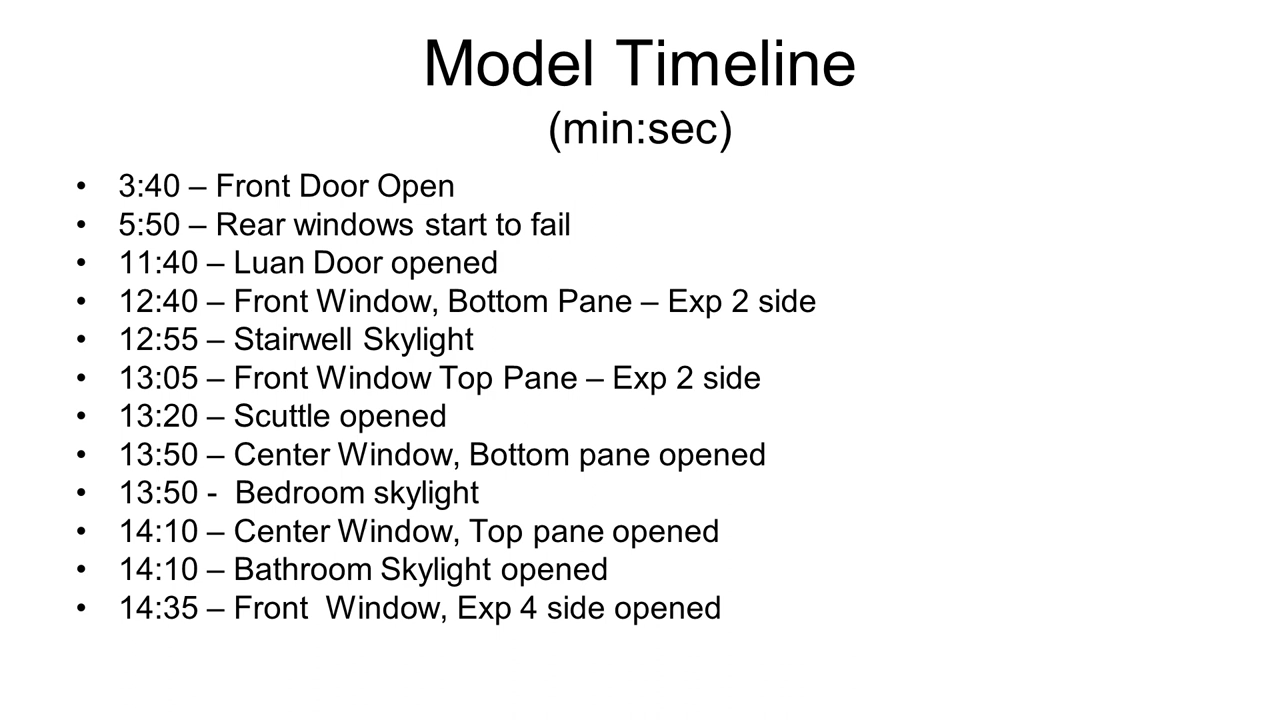 Model Timeline
(min:sec)
• 3:40 – Front Door Open
• 5:50 – Rear windows start to fail
• 11:40 – Luan Door opened
• 12:40 – Front Window, Bottom Pane – Exp 2 side
• 12:55 – Stairwell Skylight
• 13:05 – Front Window Top Pane – Exp 2 side
• 13:20 – Scuttle opened
• 13:50 – Center Window, Bottom pane opened
• 13:50 -  Bedroom skylight
• 14:10 – Center Window, Top pane opened
• 14:10 – Bathroom Skylight opened
• 14:35 – Front  Window, Exp 4 side opened